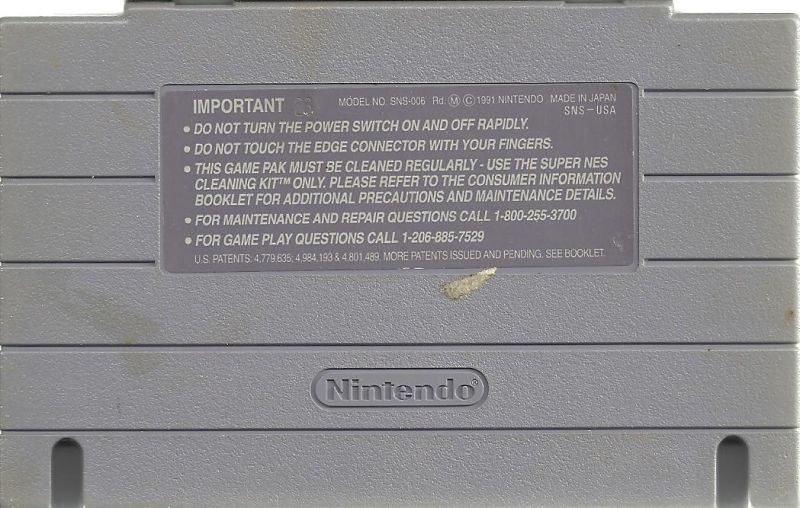 IMPORTANT MODEL NO. SNS-006 Rd. Ⓜ ©1991 NINTENDO MADE IN JAPAN
SNS-USA
• DO NOT TURN THE POWER SWITCH ON AND OFF RAPIDLY.
• DO NOT TOUCH THE EDGE CONNECTOR WITH YOUR FINGERS.
• THIS GAME PAK MUST BE CLEANED REGULARLY - USE THE SUPER NES
CLEANING KIT™ ONLY. PLEASE REFER TO THE CONSUMER INFORMATION
BOOKLET FOR ADDITIONAL PRECAUTIONS AND MAINTENANCE DETAILS.
• FOR MAINTENANCE AND REPAIR QUESTIONS CALL 1-800-255-3700
• FOR GAME PLAY QUESTIONS CALL 1-206-885-7529
U.S. PATENTS: 4,779,635; 4,984,193 & 4,801,489. MORE PATENTS ISSUED AND PENDING. SEE BOOKLET.
Nintendo®